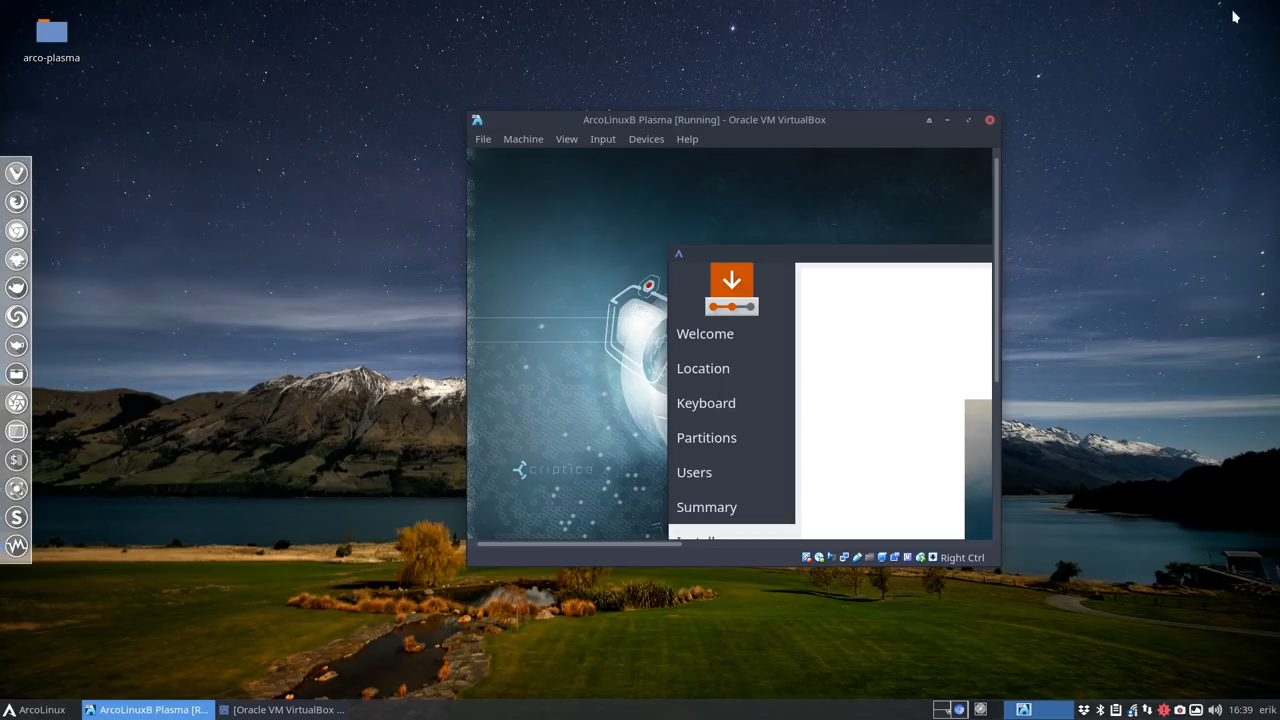 arco-plasma
ArcoLinuxB Plasma [Running] - Oracle VM VirtualBox
File Machine View Input Devices Help
Welcome
Location
Keyboard
Partitions
Users
Summary
criptica
Right Ctrl
ArcoLinux
ArcoLinuxB Plasma [R...
[Oracle VM VirtualBox ...
16:39
erik